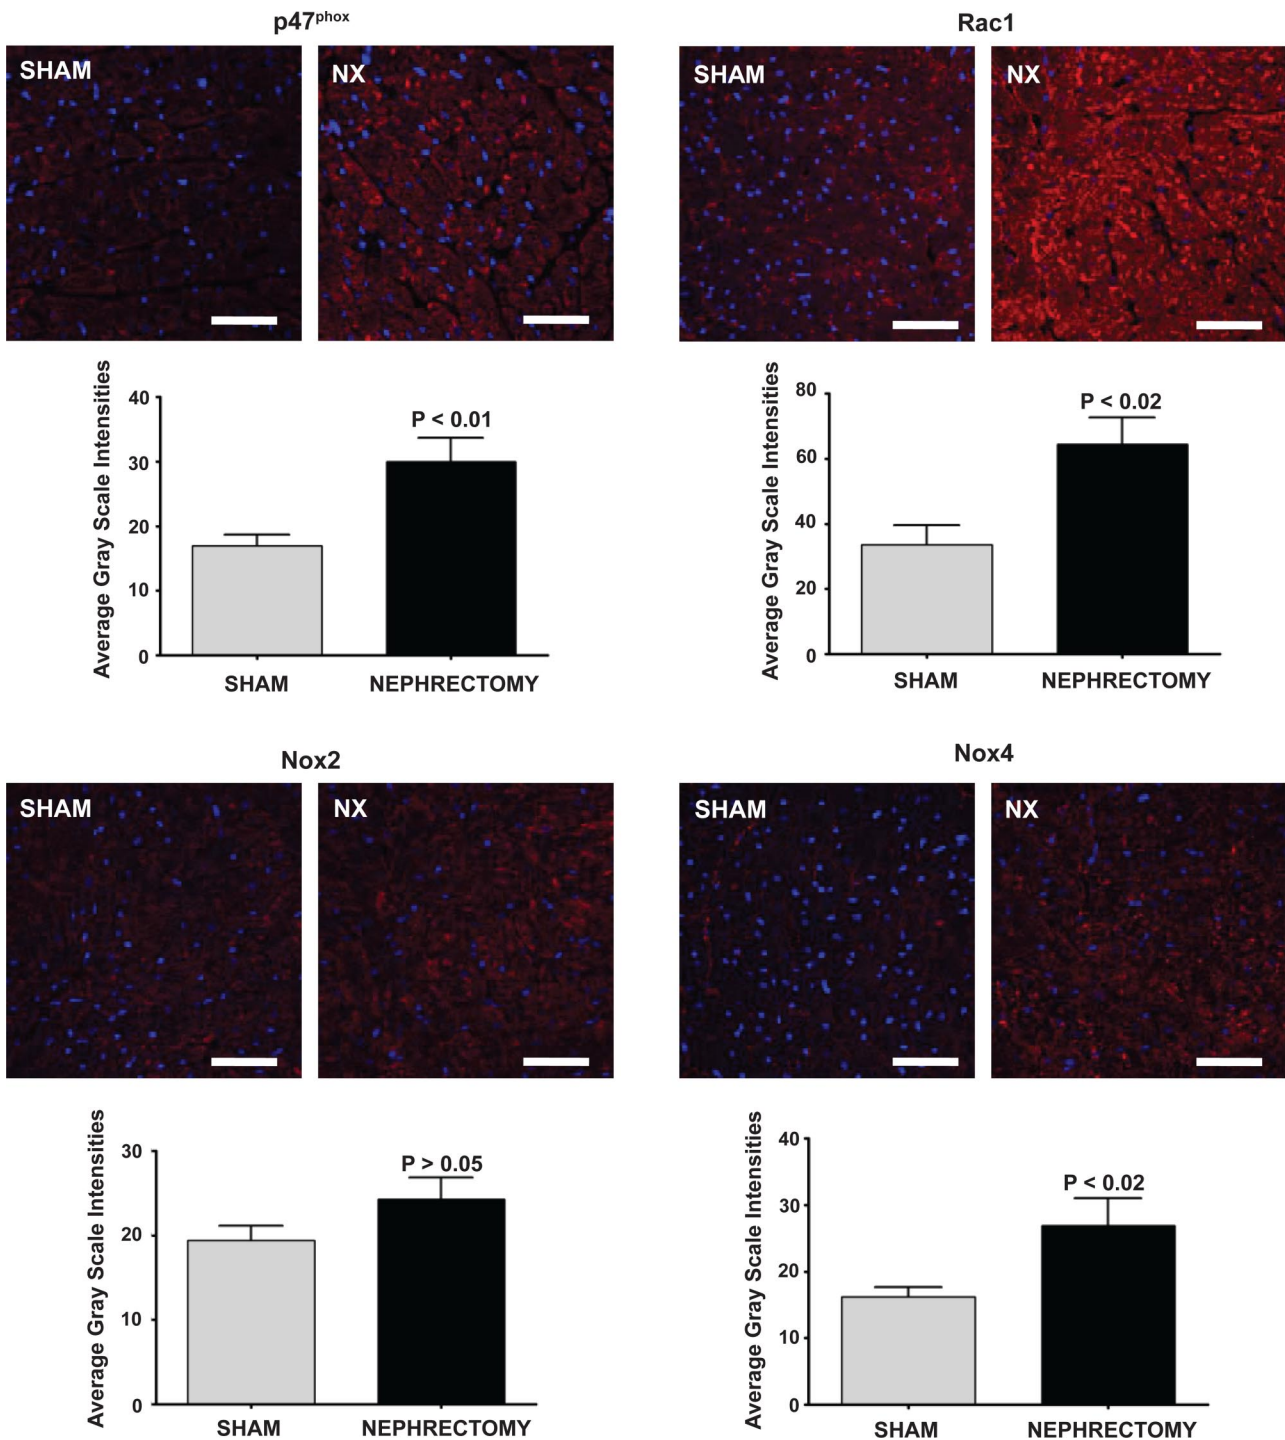 p47phox
SHAM
NX
Average Gray Scale Intensities
40
30
20
10
0
P < 0.01
SHAM
NEPHRECTOMY
Rac1
SHAM
NX
Average Gray Scale Intensities
80
60
40
20
0
P < 0.02
SHAM
NEPHRECTOMY
Nox2
SHAM
NX
Average Gray Scale Intensities
30
20
10
0
P > 0.05
SHAM
NEPHRECTOMY
Nox4
SHAM
NX
Average Gray Scale Intensities
40
30
20
10
0
P < 0.02
SHAM
NEPHRECTOMY